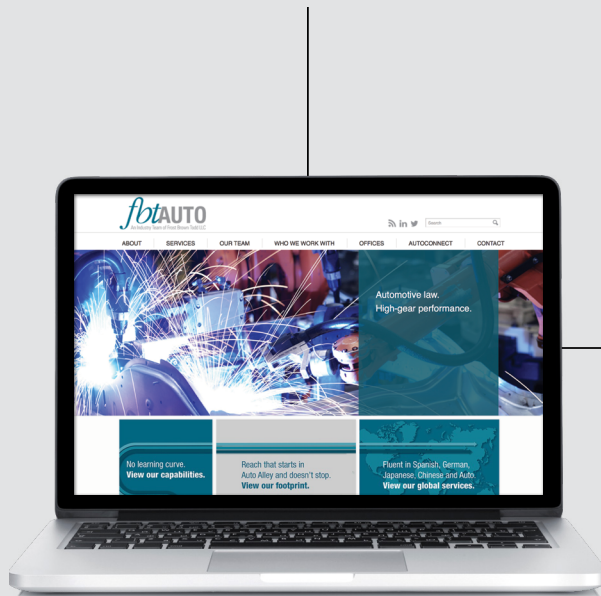 fbtAUTO
An Industry Team of Frost Brown Todd LLC
Search
ABOUT SERVICES OUR TEAM WHO WE WORK WITH OFFICES AUTOCONNECT CONTACT
Automotive law.
High-gear performance.
No learning curve.
View our capabilities.
Reach that starts in
Auto Alley and doesn't stop.
View our footprint.
Fluent in Spanish, German,
Japanese, Chinese and Auto.
View our global services.